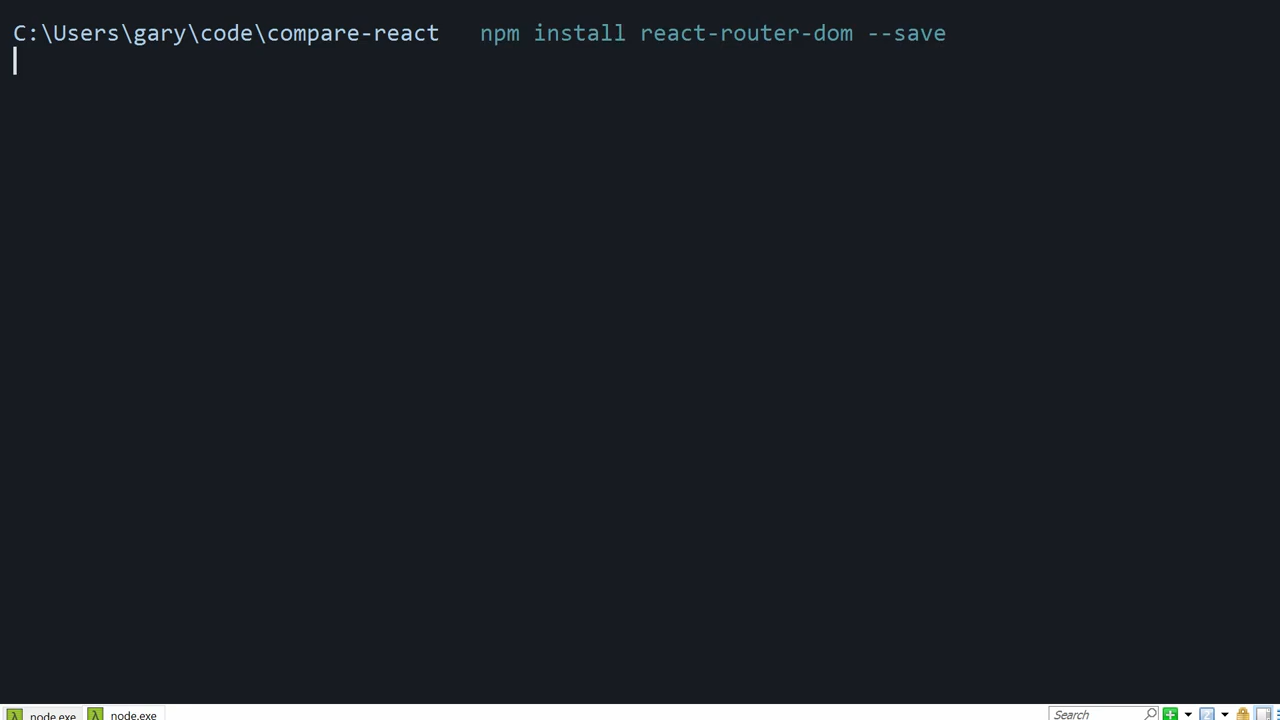 C:\Users\gary\code\compare-react   npm install react-router-dom --save
node.exe
node.exe
Search